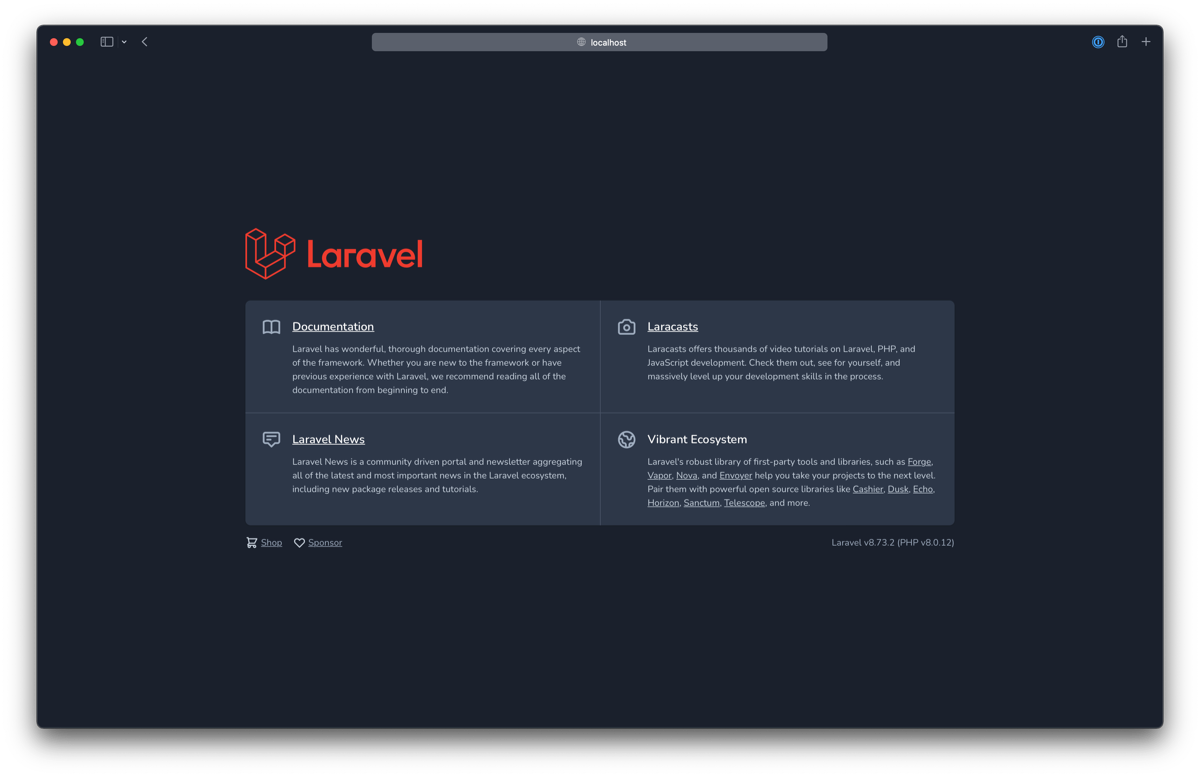 localhost
Laravel
Documentation
Laravel has wonderful, thorough documentation covering every aspect
of the framework. Whether you are new to the framework or have
previous experience with Laravel, we recommend reading all of the
documentation from beginning to end.
Laracasts
Laracasts offers thousands of video tutorials on Laravel, PHP, and
JavaScript development. Check them out, see for yourself, and
massively level up your development skills in the process.
Laravel News
Laravel News is a community driven portal and newsletter aggregating
all of the latest and most important news in the Laravel ecosystem,
including new package releases and tutorials.
Vibrant Ecosystem
Laravel's robust library of first-party tools and libraries, such as Forge,
Vapor, Nova, and Envoyer help you take your projects to the next level.
Pair them with powerful open source libraries like Cashier, Dusk, Echo,
Horizon, Sanctum, Telescope, and more.
Shop Sponsor
Laravel v8.73.2 (PHP v8.0.12)